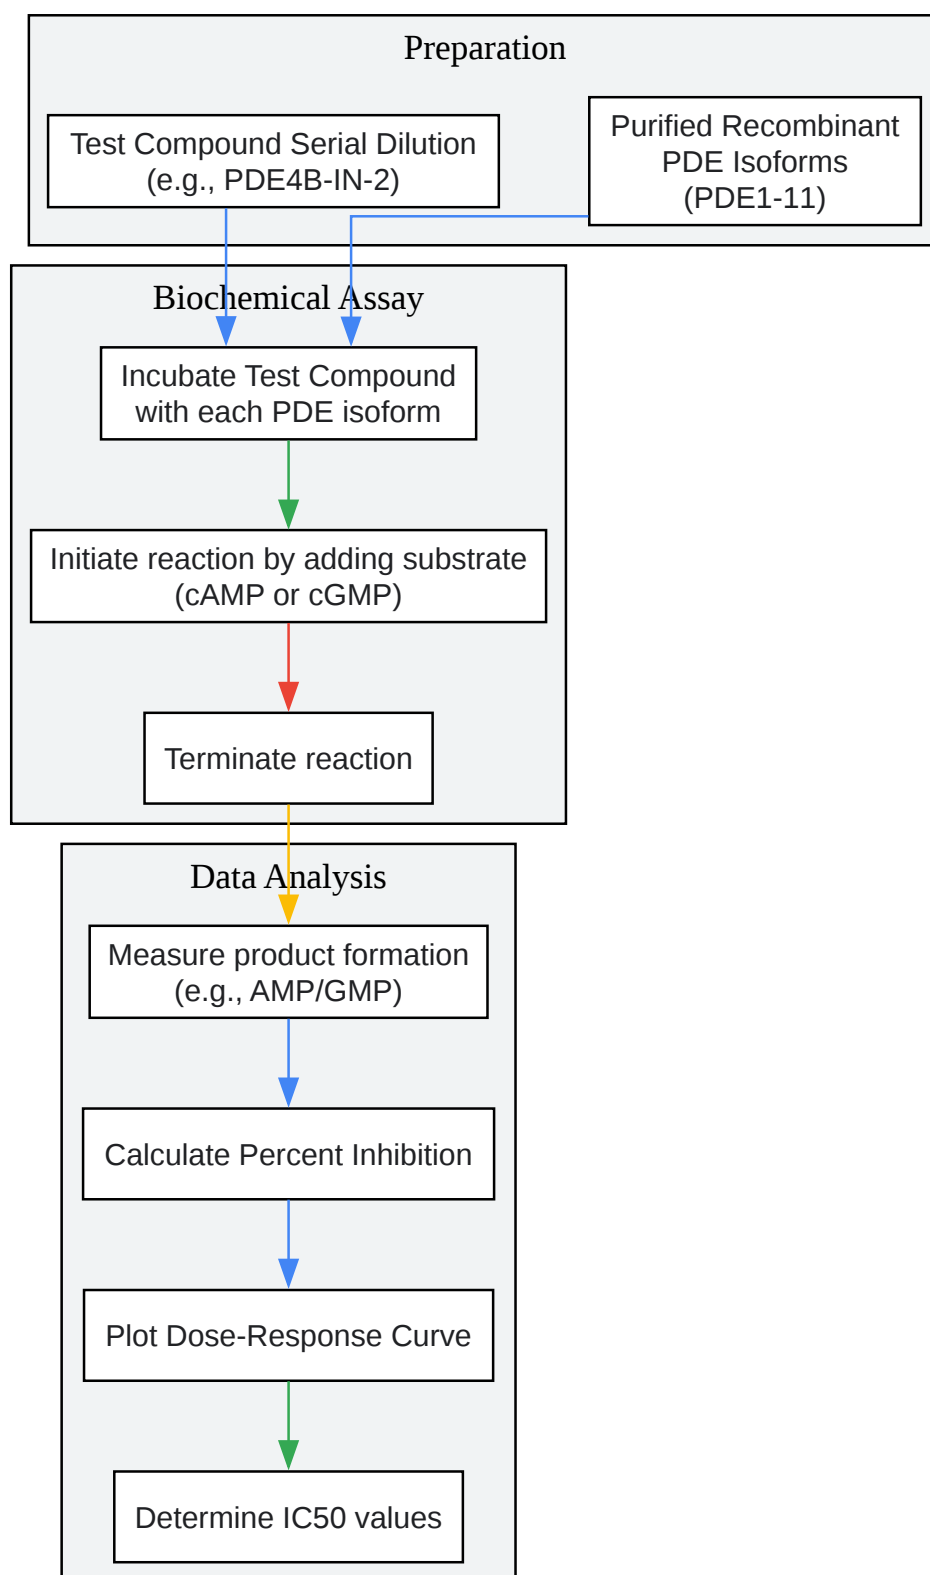 Preparation
Test Compound Serial Dilution
(e.g., PDE4B-IN-2)
Purified Recombinant
PDE Isoforms
(PDE1-11)
Biochemical Assay
Incubate Test Compound
with each PDE isoform
Initiate reaction by adding substrate
(cAMP or cGMP)
Terminate reaction
Data Analysis
Measure product formation
(e.g., AMP/GMP)
Calculate Percent Inhibition
Plot Dose-Response Curve
Determine IC50 values